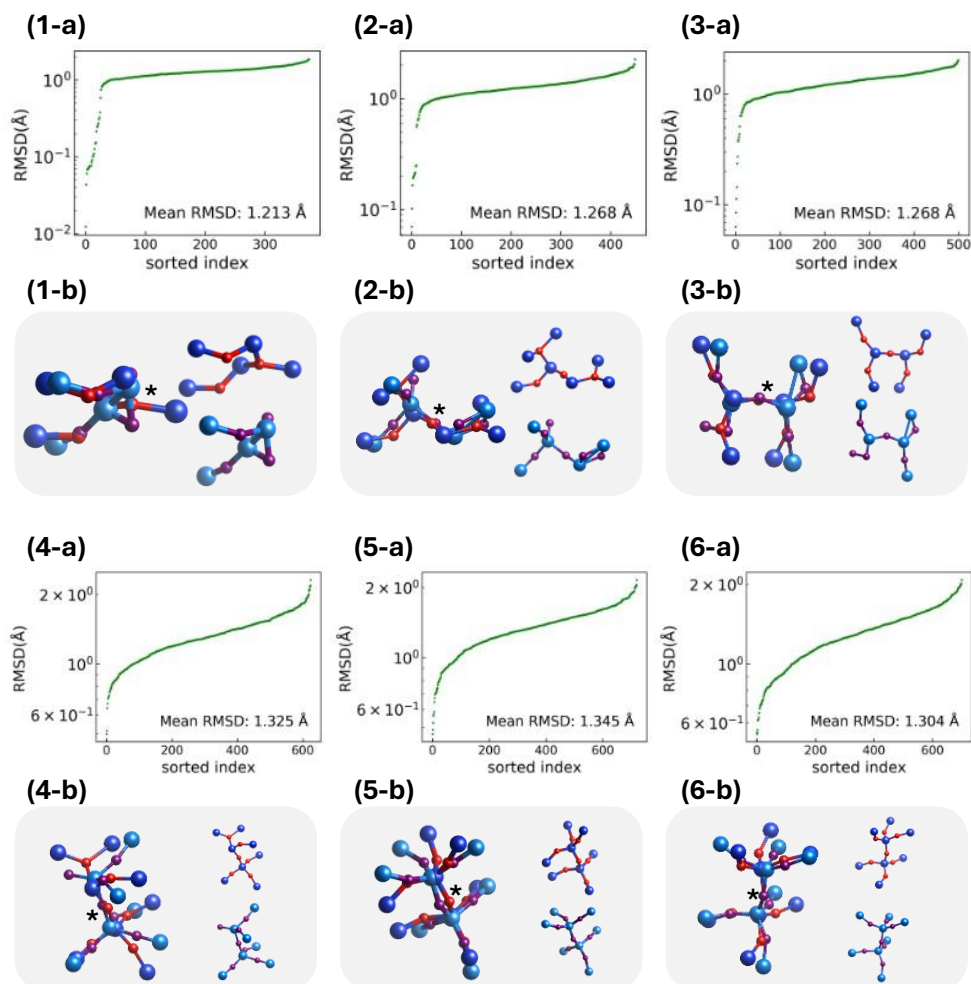 (1-a) (2-a) (3-a)
RMSD(Å)
10⁰
10⁻¹
10⁻²
Mean RMSD: 1.213 Å
0 100 200 300
sorted index
RMSD(Å)
10⁰
10⁻¹
Mean RMSD: 1.268 Å
0 100 200 300 400
sorted index
RMSD(Å)
10⁰
10⁻¹
Mean RMSD: 1.268 Å
0 100 200 300 400 500
sorted index
(1-b) (2-b) (3-b)
*
*
*
(4-a) (5-a) (6-a)
RMSD(Å)
2 × 10⁰
10⁰
6 × 10⁻¹
Mean RMSD: 1.325 Å
0 200 400 600
sorted index
RMSD(Å)
2 × 10⁰
10⁰
6 × 10⁻¹
Mean RMSD: 1.345 Å
0 200 400 600
sorted index
RMSD(Å)
2 × 10⁰
10⁰
6 × 10⁻¹
Mean RMSD: 1.304 Å
0 200 400 600
sorted index
(4-b) (5-b) (6-b)
*
*
*